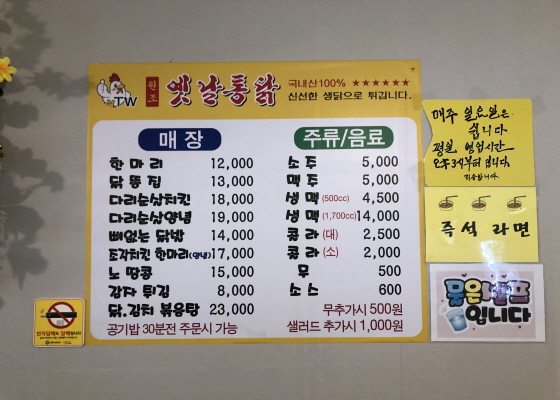 TW
원조 옛날통닭
국내산100% ★★★★★★
신선한 생닭으로 튀깁니다.
매장
한마리 12,000
닭똥집 13,000
다리순살치킨 18,000
다리순살양념 19,000
뼈없는 닭발 14,000
조각치킨 한마리(양념) 17,000
노땅콩 15,000
감자 튀김 8,000
닭.김치 볶음탕 23,000
공기밥 30분전 주문시 가능
주류/음료
소주 5,000
맥주 5,000
생맥(500cc) 4,500
생맥(1,700cc) 14,000
콜라(대) 2,500
콜라(소) 2,000
무 500
소스 600
무추가시 500원
샐러드 추가시 1,000원
매주 일요일은
쉽니다
평일 영업시간
오후3시부터 입니다
즉석 라면
물은셀프
입니다